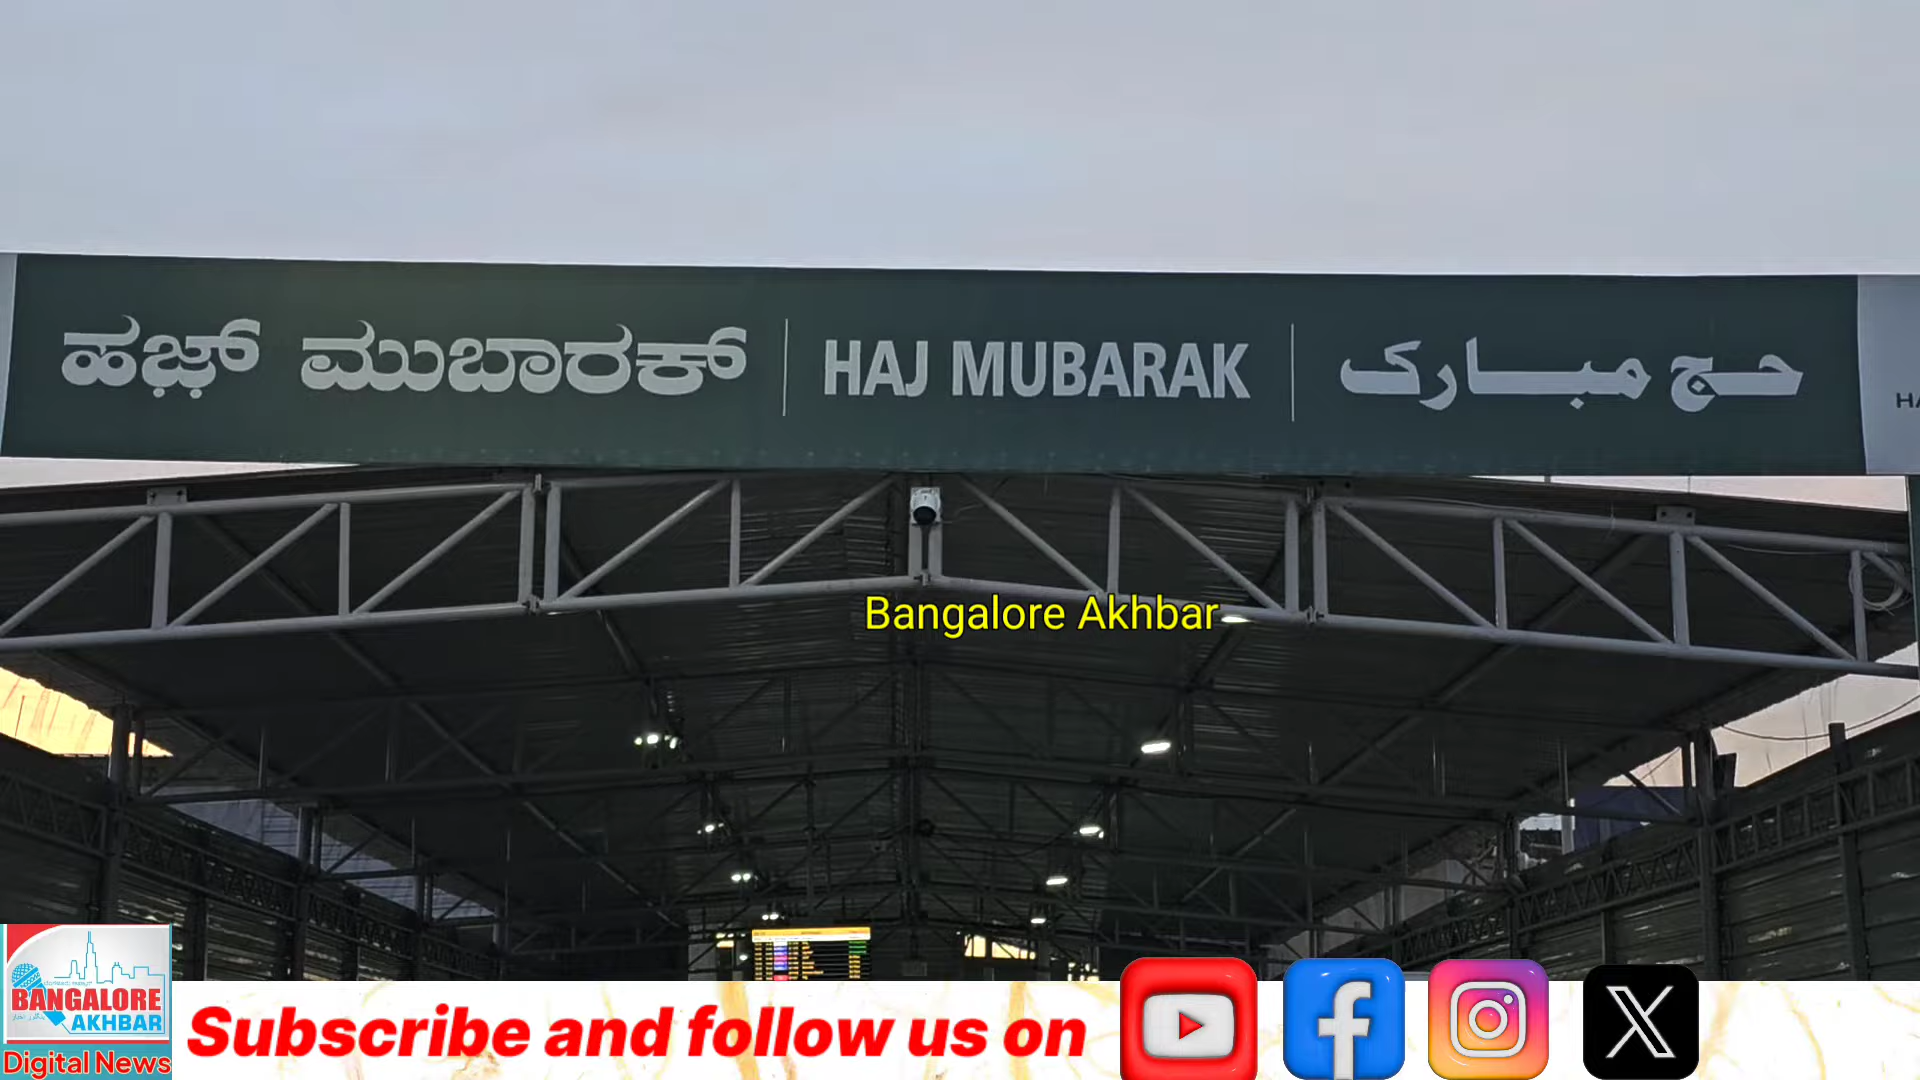 ಹಜ಼್್ ಮುಬಾರಕ್ | HAJ MUBARAK | حج مبارک
Bangalore Akhbar
BANGALORE
AKHBAR
Digital News
Subscribe and follow us on